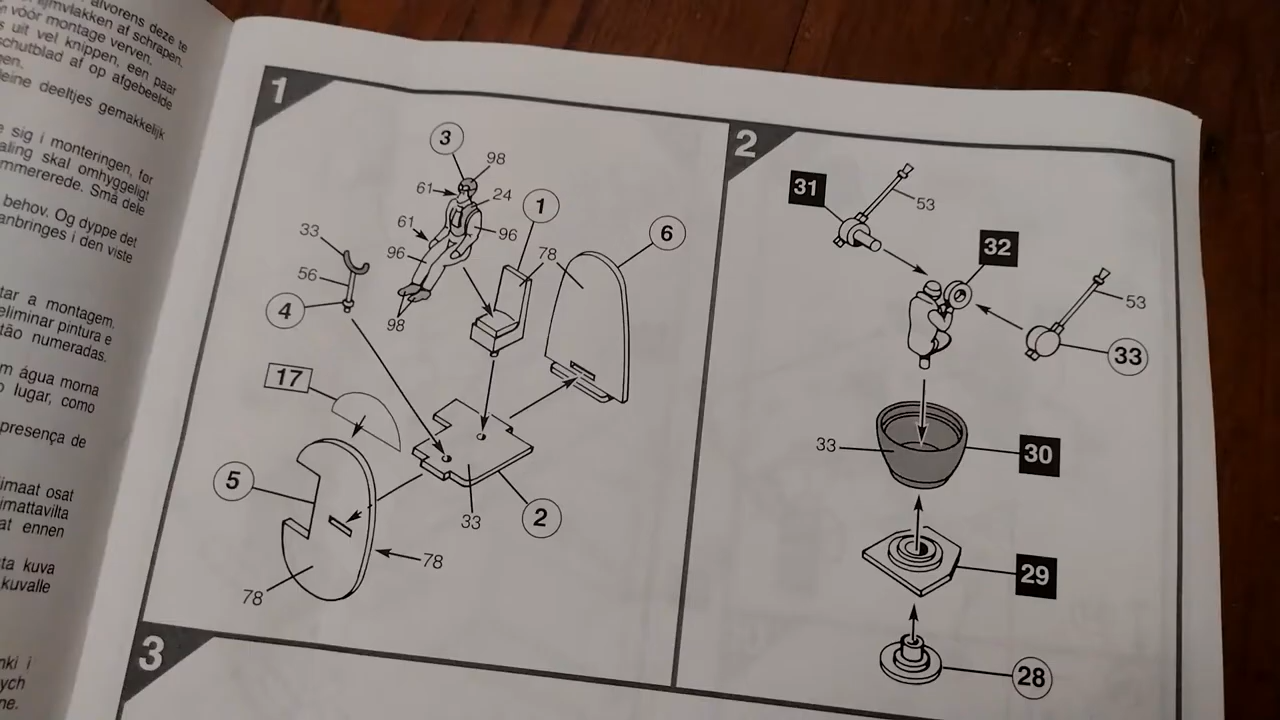 alvorens deze te
lijmvlakken af schrapen.
vóór montage verven.
uit vel knippen, een paar
schutblad af op afgebeelde
eine deeltjes gemakkelijk
sig i monteringen, før
aling skal omhyggeligt
mmererede. Små dele
behov. Og dyppe det
anbringes i den viste
tar a montagem,
eliminar pintura e
tão numeradas.
m água morna
lugar, como
presença de
imaat osat
imattavilta
at ennen
ta kuva
kuvalle
nki i
ych
ne.
1
3
98
61
24
1
61
96
96
33
78
6
56
4
98
17
5
33
2
78
78
2
31
53
32
53
33
33
30
29
28
3